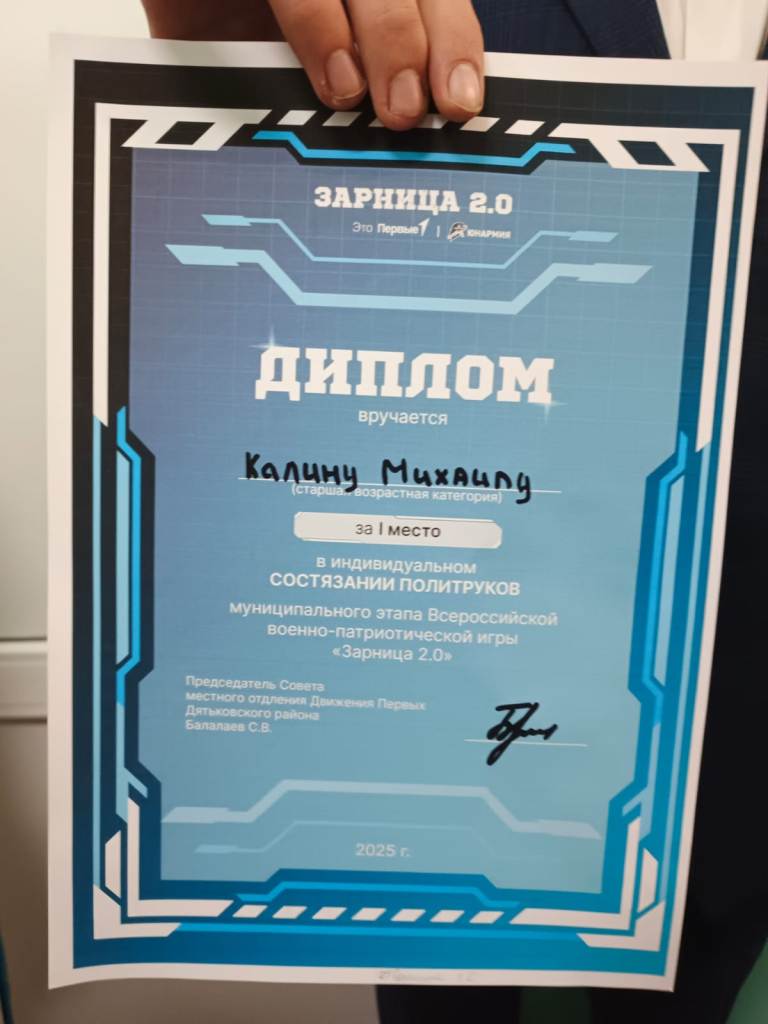 ЗАРНИЦА 2.0
Это Первые | ЮНАРМИЯ
ДИПЛОМ
вручается
Калину Михаилу
(старшая возрастная категория)
за I место
в индивидуальном
СОСТЯЗАНИИ ПОЛИТРУКОВ
муниципального этапа Всероссийской
военно-патриотической игры
«Зарница 2.0»
Председатель Совета
местного отделения Движения Первых
Дятьковского района
Балалаев С.В.
2025 г.